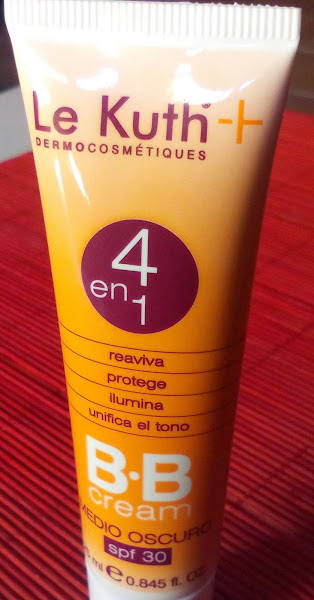 Le Kuth®+
DERMOCOSMÉTIQUES
4
en 1
reaviva
protege
ilumina
unifica el tono
B·B
cream
MEDIO OSCURO
spf 30
ml e 0.845 fl. OZ